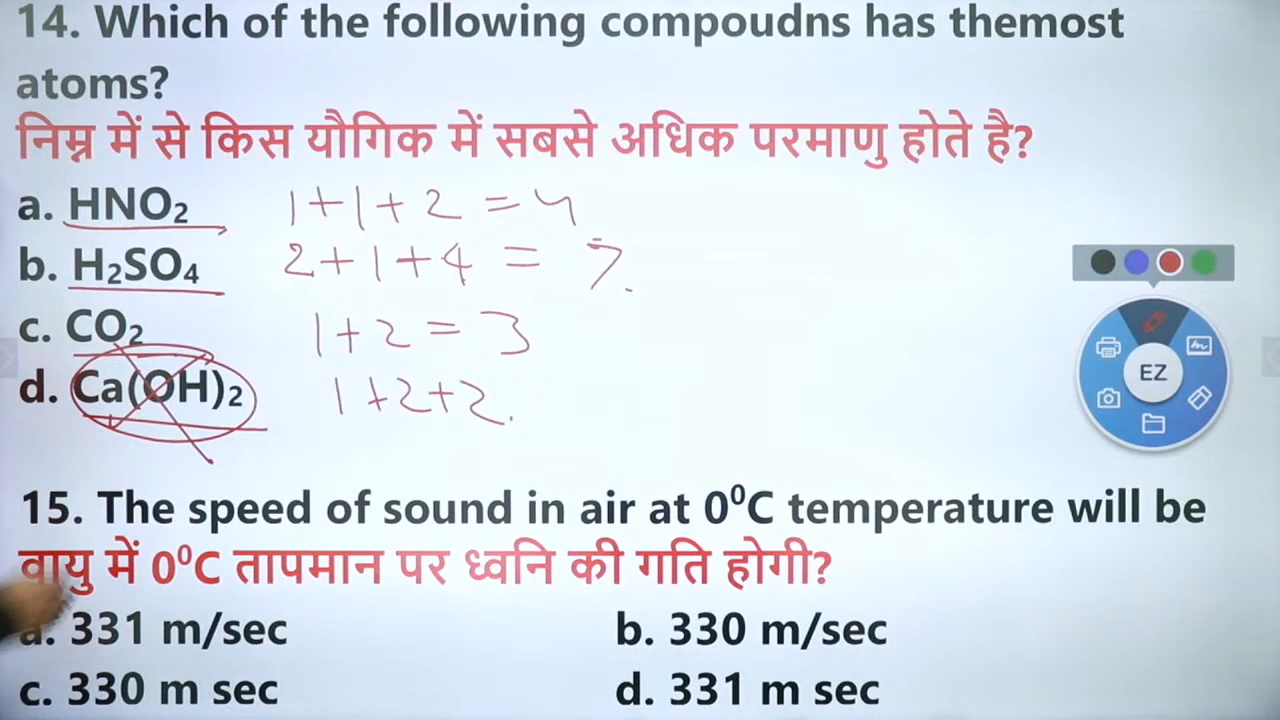 14. Which of the following compoudns has themost
atoms?
निम्न में से किस यौगिक में सबसे अधिक परमाणु होते है?
a. HNO₂ 1+1+2 = 4
b. H₂SO₄ 2+1+4 = 7.
c. CO₂ 1+2 = 3
d. Ca(OH)₂ 1+2+2.
EZ
15. The speed of sound in air at 0⁰C temperature will be
वायु में 0⁰C तापमान पर ध्वनि की गति होगी?
a. 331 m/sec b. 330 m/sec
c. 330 m sec d. 331 m sec